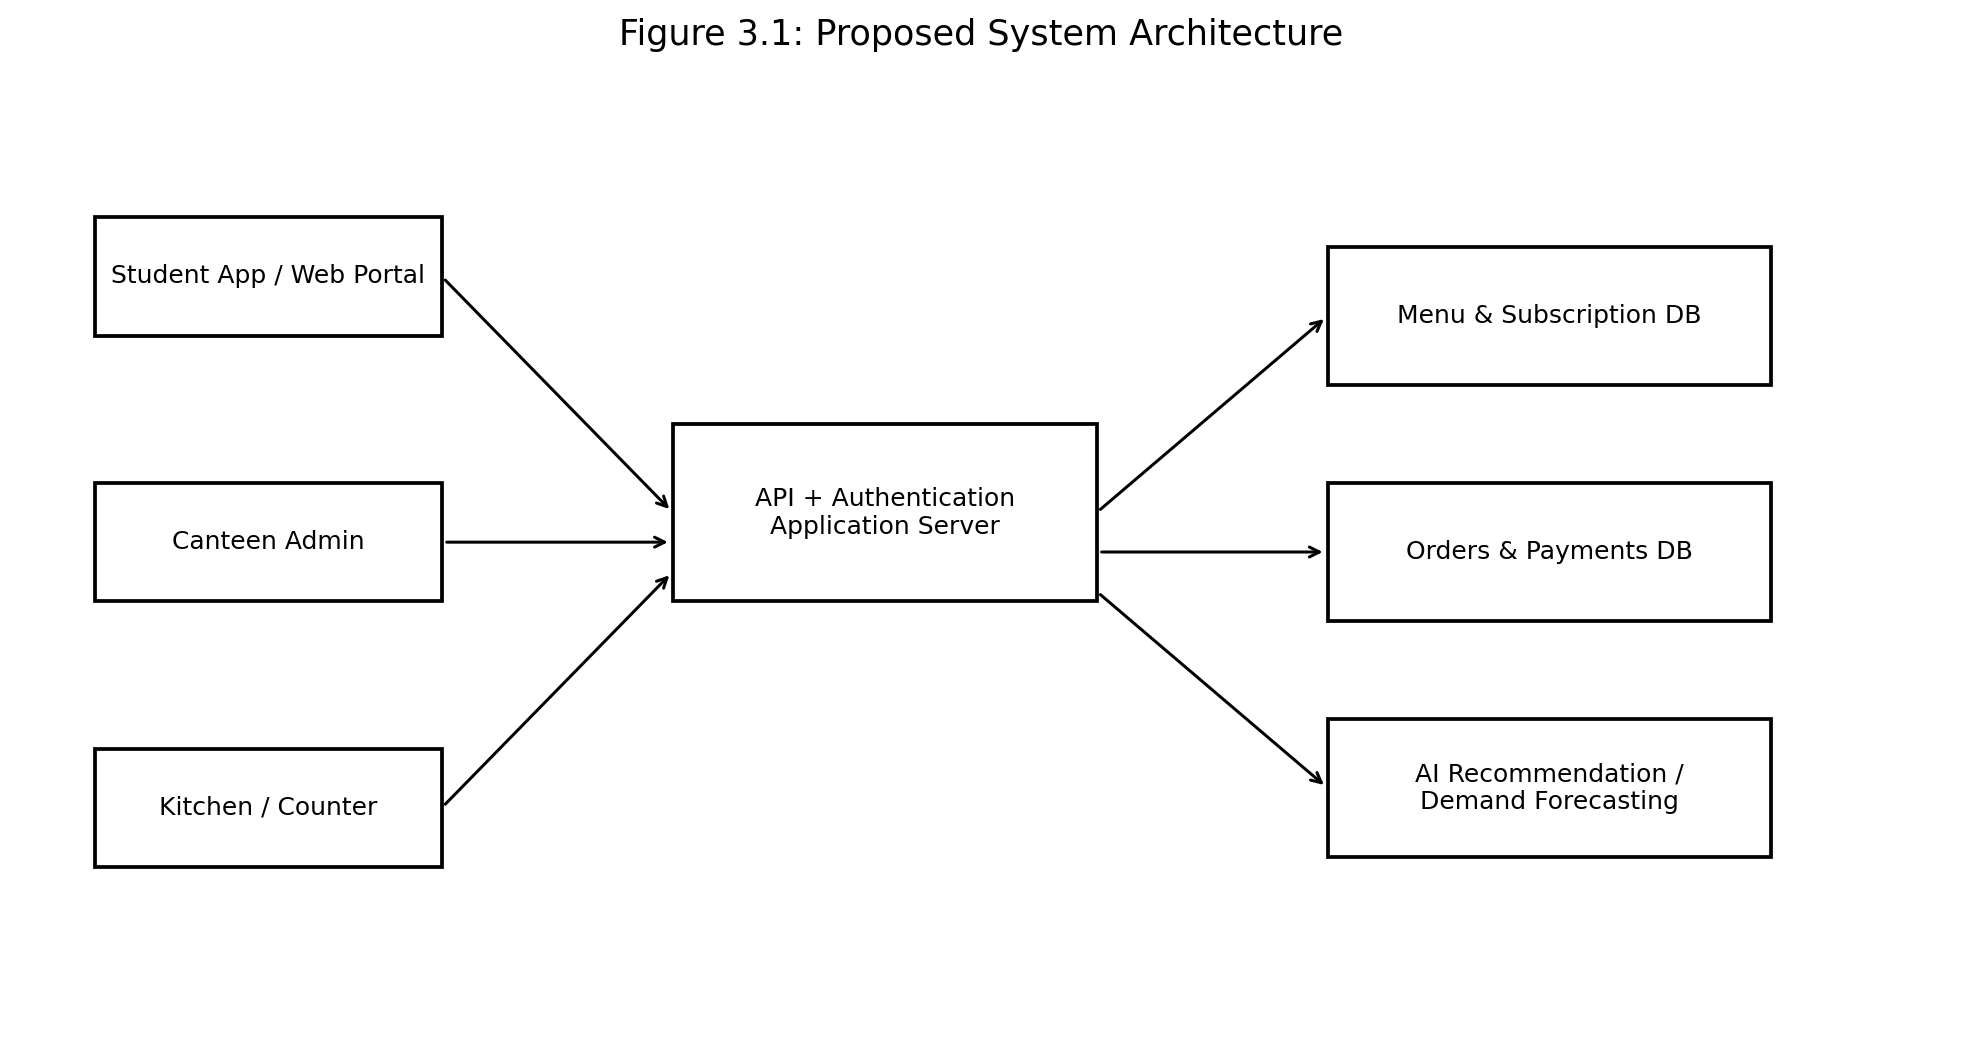 Figure 3.1: Proposed System Architecture
Student App / Web Portal
Canteen Admin
Kitchen / Counter
API + Authentication
Application Server
Menu & Subscription DB
Orders & Payments DB
AI Recommendation /
Demand Forecasting